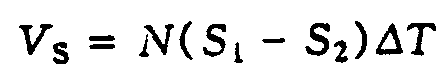 V_S = N(S_1 − S_2)ΔT